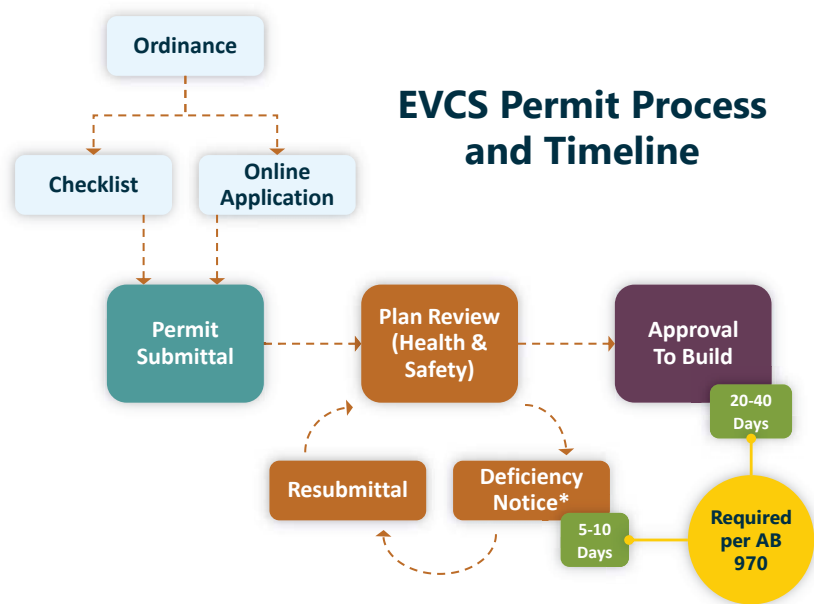 Ordinance
EVCS Permit Process
and Timeline
Checklist
Online
Application
Permit
Submittal
Plan Review
(Health &
Safety)
Approval
To Build
20-40
Days
Resubmittal
Deficiency
Notice*
5-10
Days
Required
per AB
970